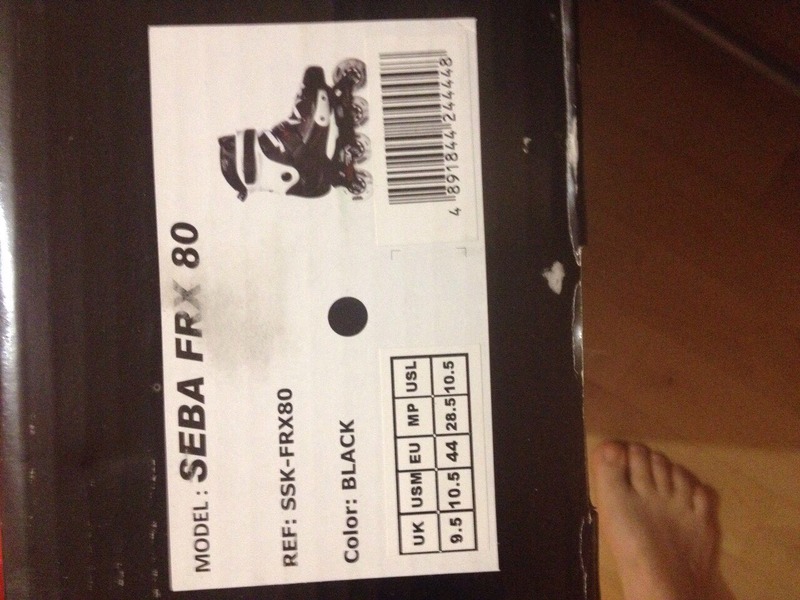 MODEL : SEBA FRX 80
REF: SSK-FRX80
Color: BLACK
UK USM EU MP USL
9.5 10.5 44 28.5 10.5
4 891844 244448